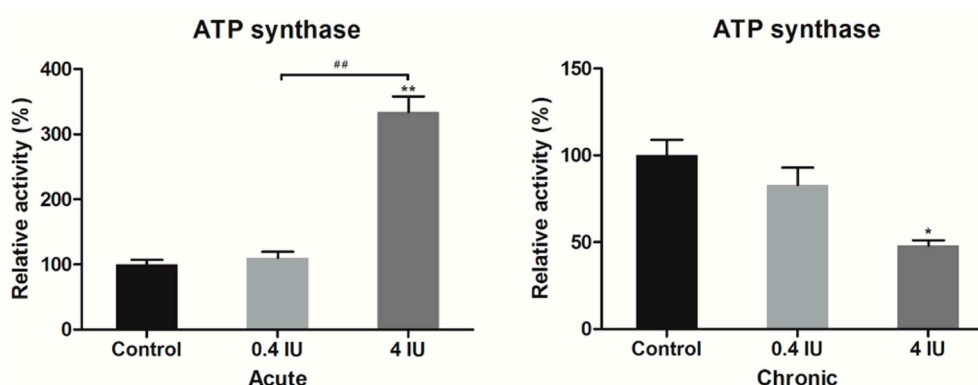 ATP synthase
Relative activity (%)
400
300
200
100
0
##
**
Control
0.4 IU
4 IU
Acute
ATP synthase
Relative activity (%)
150
100
50
0
*
Control
0.4 IU
4 IU
Chronic